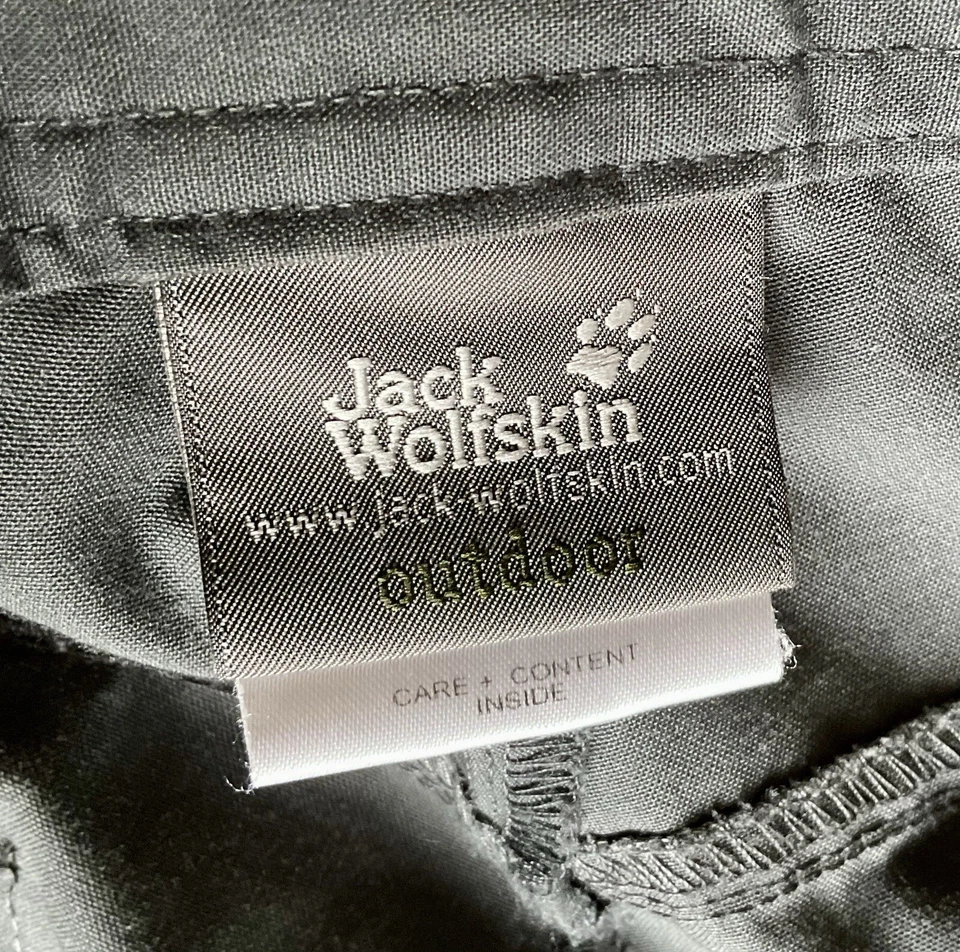 Jack
Wolfskin
www.jack-wolfskin.com
outdoor
CARE + CONTENT
INSIDE